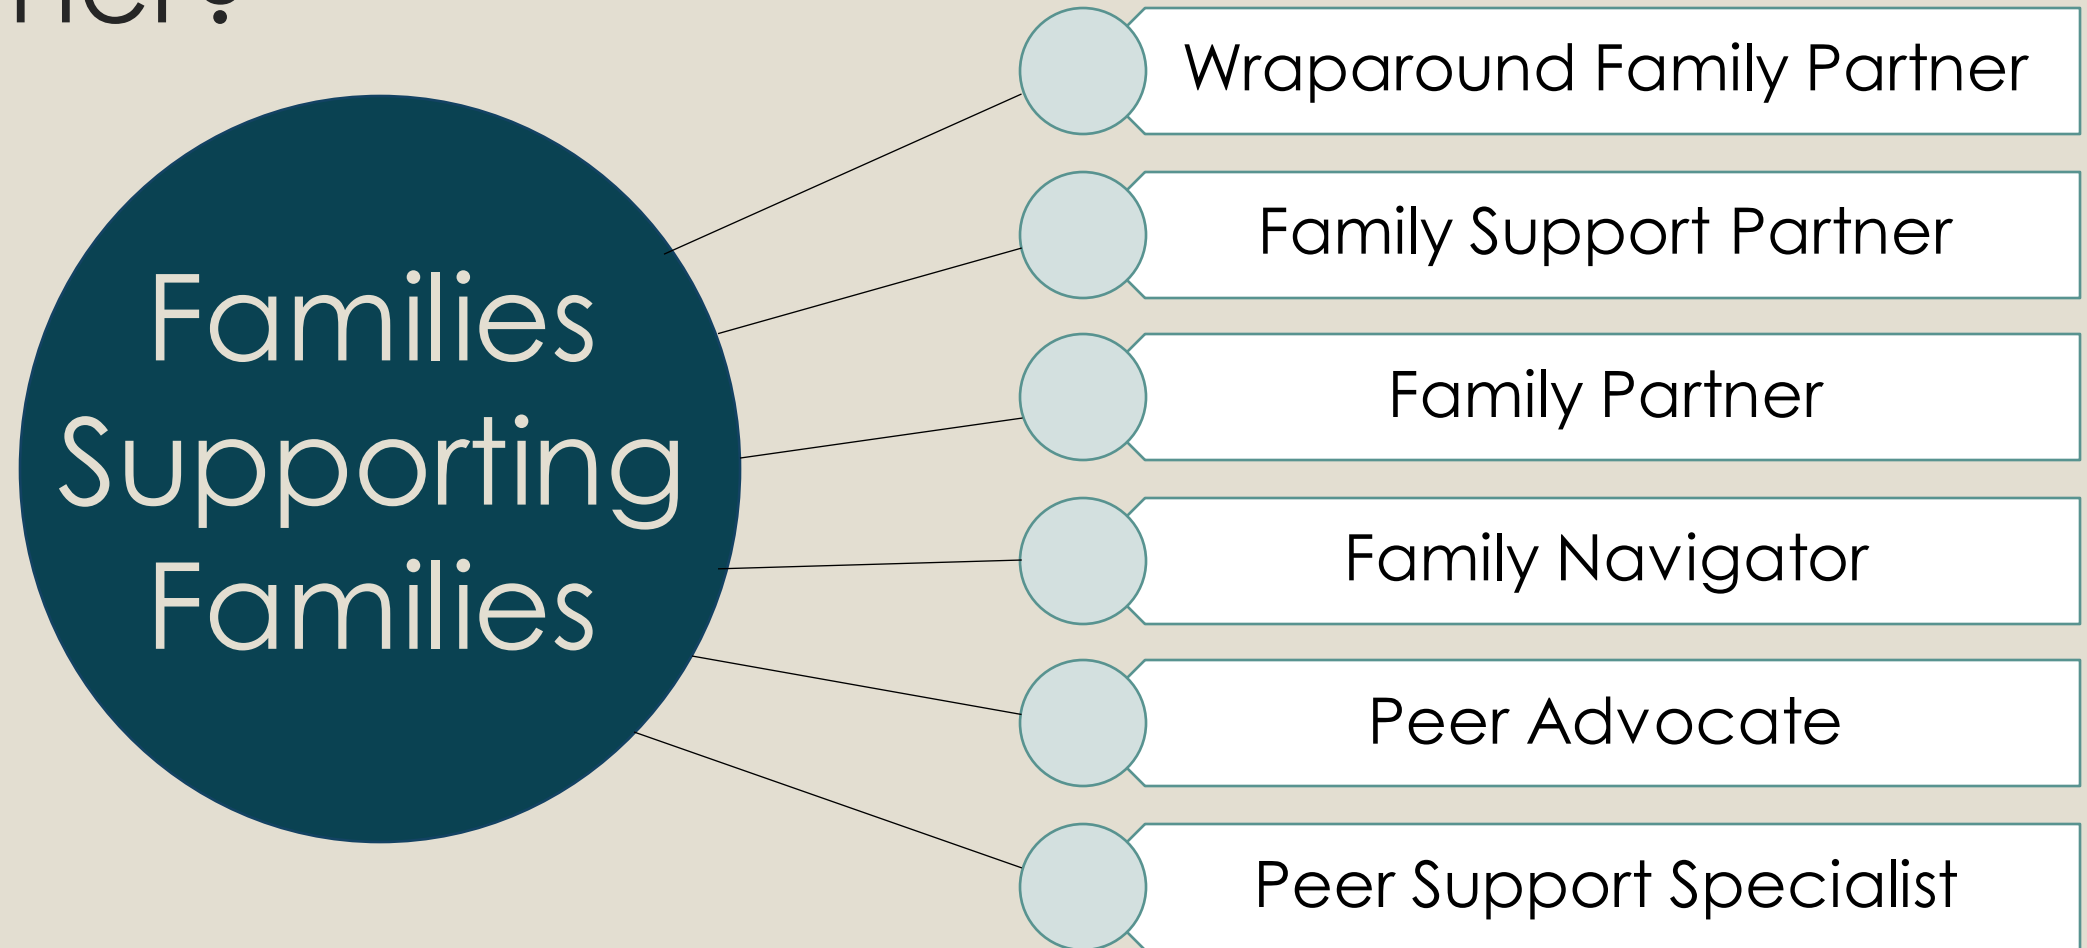 Families
Supporting
Families
Wraparound Family Partner
Family Support Partner
Family Partner
Family Navigator
Peer Advocate
Peer Support Specialist